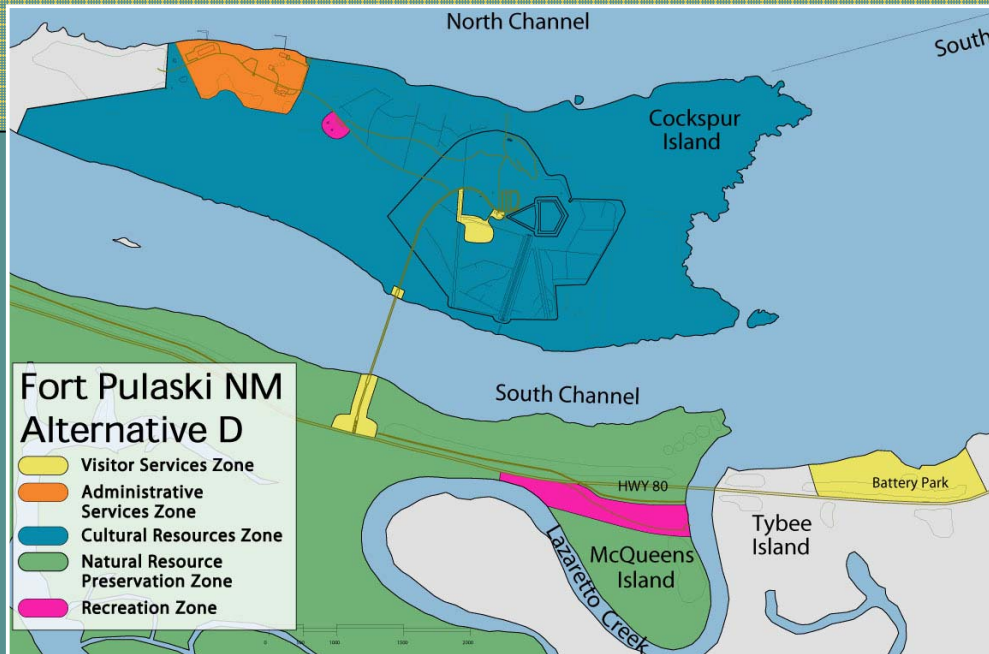 North Channel
South
Cockspur
Island
South Channel
HWY 80
Battery Park
Tybee
Island
McQueens
Island
Lazaretto Creek
Fort Pulaski NM
Alternative D
Visitor Services Zone
Administrative
Services Zone
Cultural Resources Zone
Natural Resource
Preservation Zone
Recreation Zone